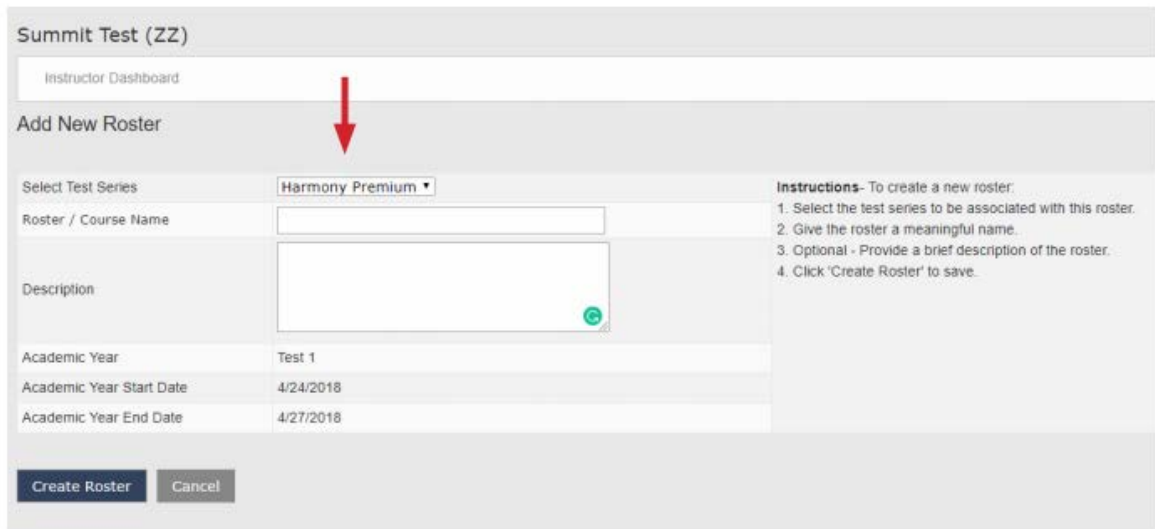 Summit Test (ZZ)
Instructor Dashboard
Add New Roster
Select Test Series
Harmony Premium
Roster / Course Name
Description
Academic Year
Test 1
Academic Year Start Date
4/24/2018
Academic Year End Date
4/27/2018
Instructions- To create a new roster:
1. Select the test series to be associated with this roster.
2. Give the roster a meaningful name.
3. Optional - Provide a brief description of the roster.
4. Click 'Create Roster' to save.
Create Roster
Cancel